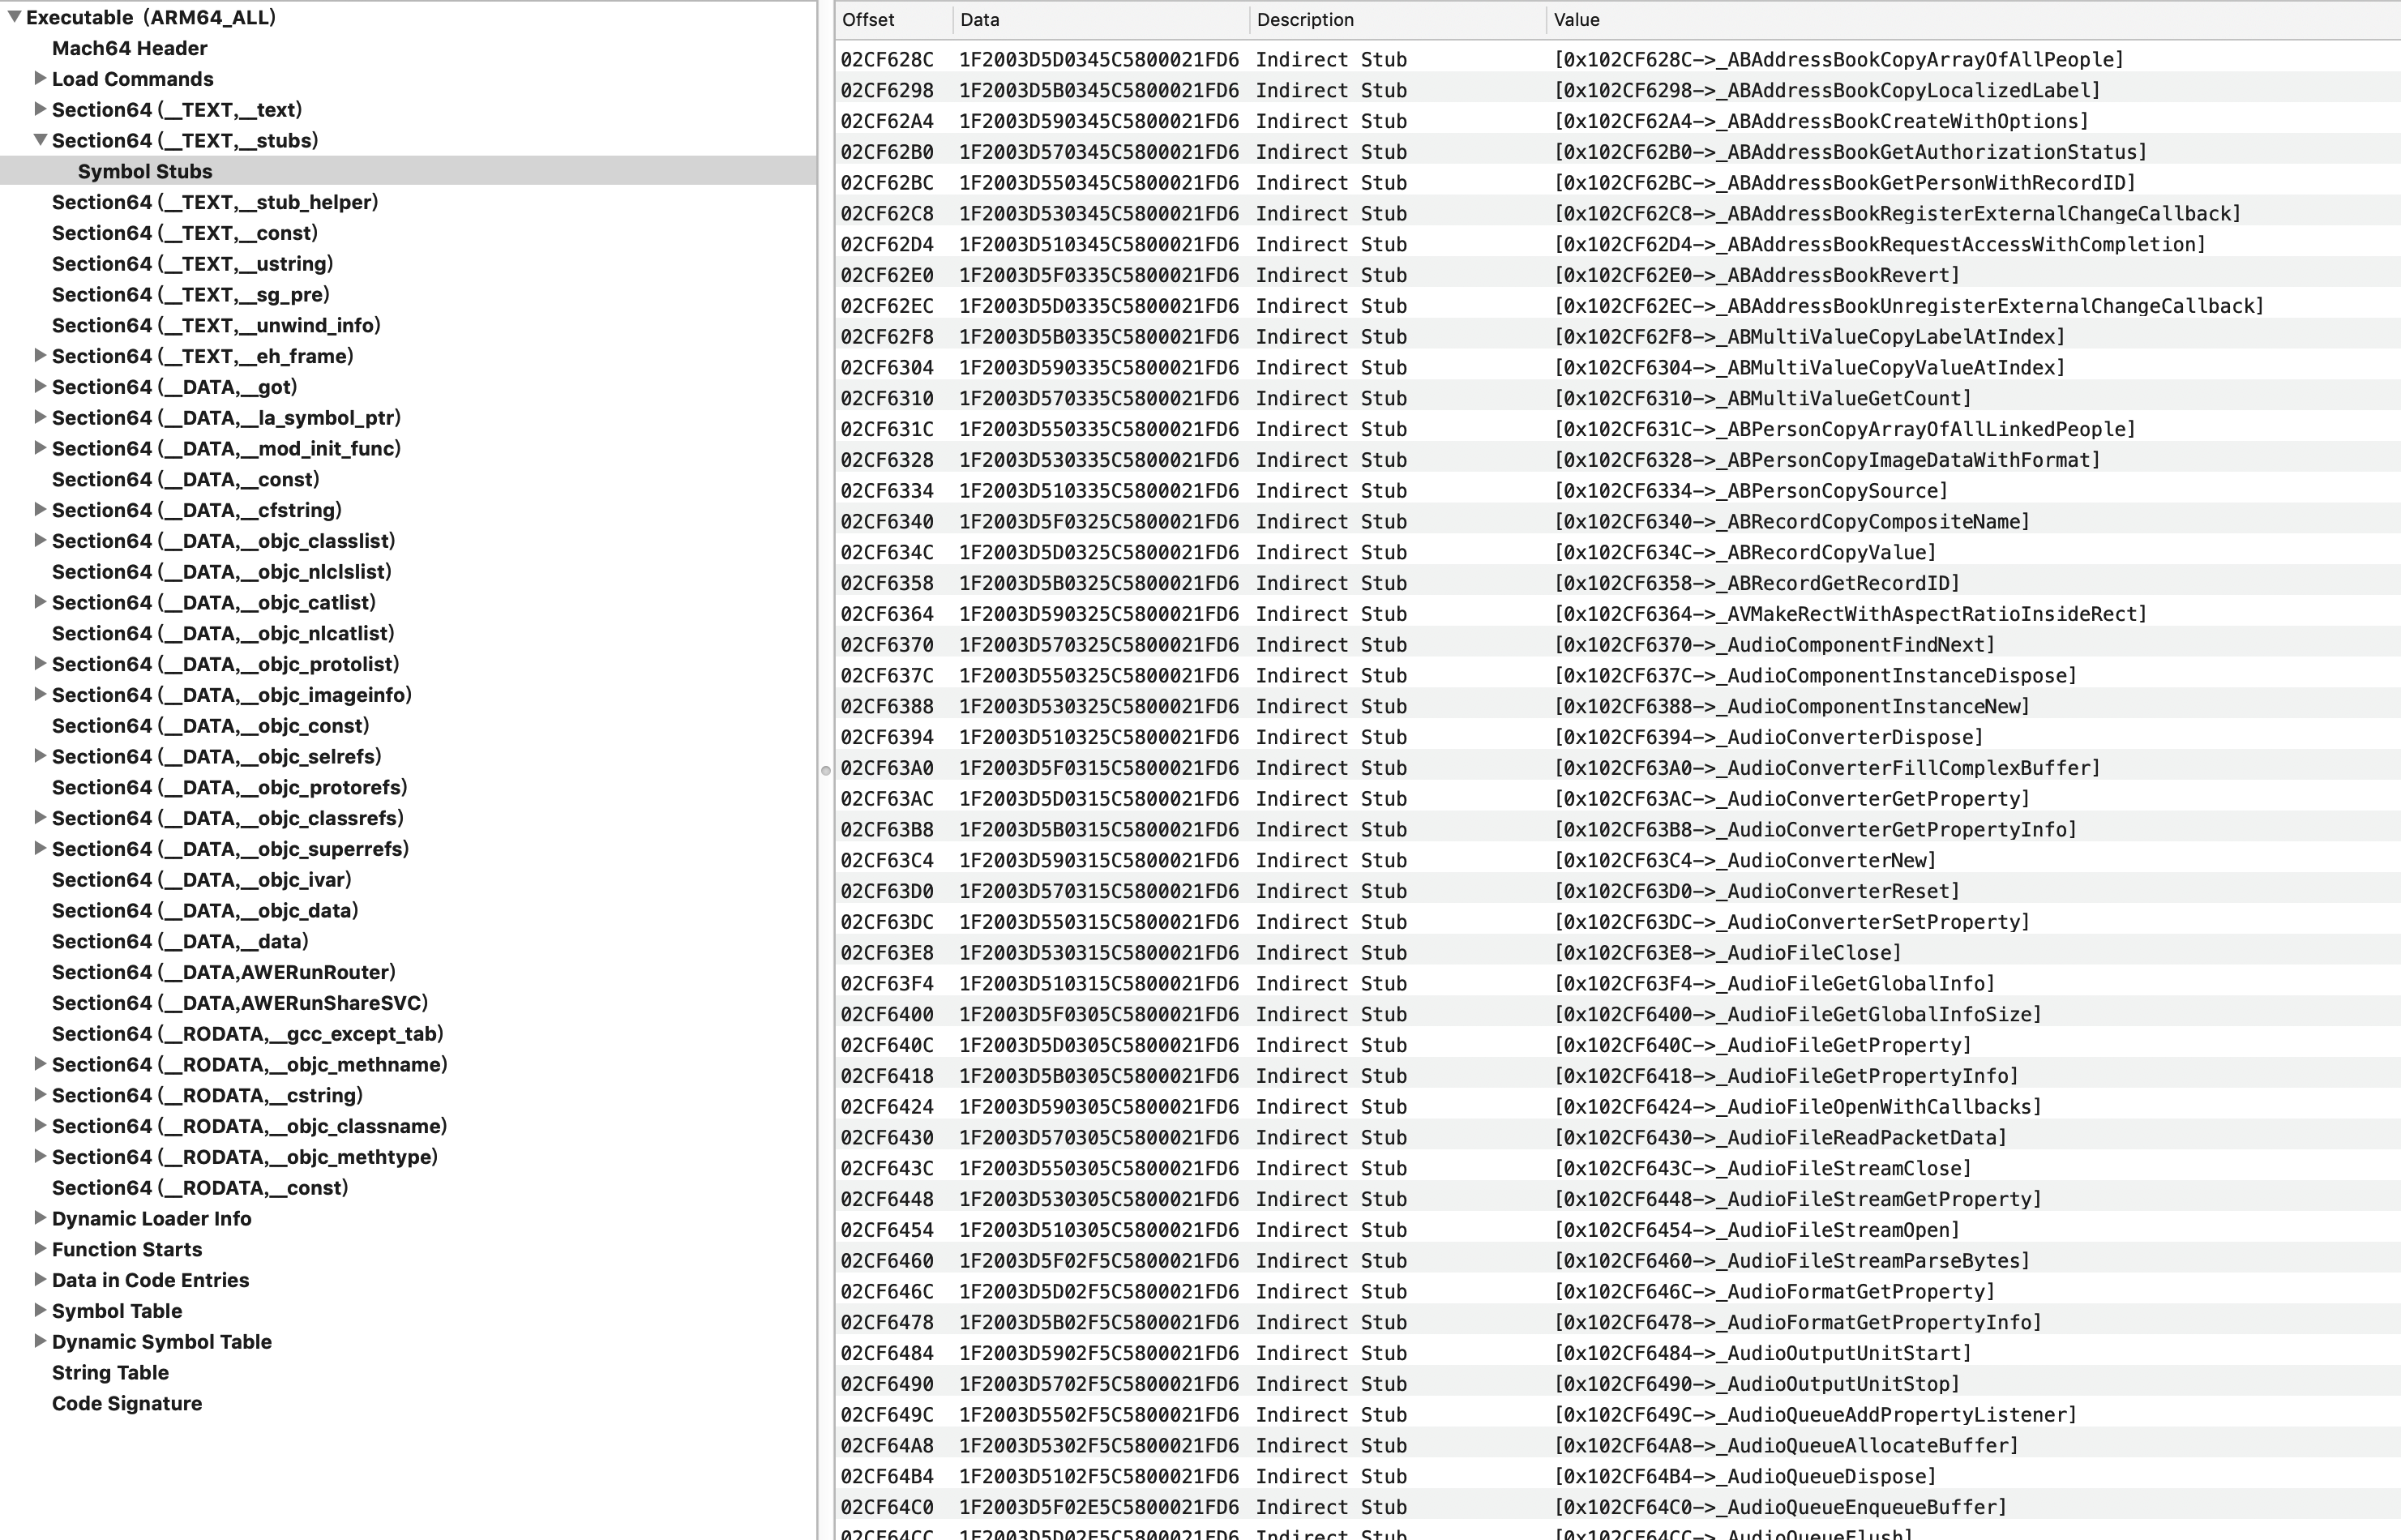 Executable (ARM64_ALL)
Mach64 Header
Load Commands
Section64 (__TEXT,__text)
Section64 (__TEXT,__stubs)
Symbol Stubs
Section64 (__TEXT,__stub_helper)
Section64 (__TEXT,__const)
Section64 (__TEXT,__ustring)
Section64 (__TEXT,__sg_pre)
Section64 (__TEXT,__unwind_info)
Section64 (__TEXT,__eh_frame)
Section64 (__DATA,__got)
Section64 (__DATA,__la_symbol_ptr)
Section64 (__DATA,__mod_init_func)
Section64 (__DATA,__const)
Section64 (__DATA,__cfstring)
Section64 (__DATA,__objc_classlist)
Section64 (__DATA,__objc_nlclslist)
Section64 (__DATA,__objc_catlist)
Section64 (__DATA,__objc_nlcatlist)
Section64 (__DATA,__objc_protolist)
Section64 (__DATA,__objc_imageinfo)
Section64 (__DATA,__objc_const)
Section64 (__DATA,__objc_selrefs)
Section64 (__DATA,__objc_protorefs)
Section64 (__DATA,__objc_classrefs)
Section64 (__DATA,__objc_superrefs)
Section64 (__DATA,__objc_ivar)
Section64 (__DATA,__objc_data)
Section64 (__DATA,__data)
Section64 (__DATA,AWERunRouter)
Section64 (__DATA,AWERunShareSVC)
Section64 (__RODATA,__gcc_except_tab)
Section64 (__RODATA,__objc_methname)
Section64 (__RODATA,__cstring)
Section64 (__RODATA,__objc_classname)
Section64 (__RODATA,__objc_methtype)
Section64 (__RODATA,__const)
Dynamic Loader Info
Function Starts
Data in Code Entries
Symbol Table
Dynamic Symbol Table
String Table
Code Signature
Offset Data Description Value
02CF628C 1F2003D5D0345C5800021FD6 Indirect Stub [0x102CF628C->_ABAddressBookCopyArrayOfAllPeople]
02CF6298 1F2003D5B0345C5800021FD6 Indirect Stub [0x102CF6298->_ABAddressBookCopyLocalizedLabel]
02CF62A4 1F2003D590345C5800021FD6 Indirect Stub [0x102CF62A4->_ABAddressBookCreateWithOptions]
02CF62B0 1F2003D570345C5800021FD6 Indirect Stub [0x102CF62B0->_ABAddressBookGetAuthorizationStatus]
02CF62BC 1F2003D550345C5800021FD6 Indirect Stub [0x102CF62BC->_ABAddressBookGetPersonWithRecordID]
02CF62C8 1F2003D530345C5800021FD6 Indirect Stub [0x102CF62C8->_ABAddressBookRegisterExternalChangeCallback]
02CF62D4 1F2003D510345C5800021FD6 Indirect Stub [0x102CF62D4->_ABAddressBookRequestAccessWithCompletion]
02CF62E0 1F2003D5F0335C5800021FD6 Indirect Stub [0x102CF62E0->_ABAddressBookRevert]
02CF62EC 1F2003D5D0335C5800021FD6 Indirect Stub [0x102CF62EC->_ABAddressBookUnregisterExternalChangeCallback]
02CF62F8 1F2003D5B0335C5800021FD6 Indirect Stub [0x102CF62F8->_ABMultiValueCopyLabelAtIndex]
02CF6304 1F2003D590335C5800021FD6 Indirect Stub [0x102CF6304->_ABMultiValueCopyValueAtIndex]
02CF6310 1F2003D570335C5800021FD6 Indirect Stub [0x102CF6310->_ABMultiValueGetCount]
02CF631C 1F2003D550335C5800021FD6 Indirect Stub [0x102CF631C->_ABPersonCopyArrayOfAllLinkedPeople]
02CF6328 1F2003D530335C5800021FD6 Indirect Stub [0x102CF6328->_ABPersonCopyImageDataWithFormat]
02CF6334 1F2003D510335C5800021FD6 Indirect Stub [0x102CF6334->_ABPersonCopySource]
02CF6340 1F2003D5F0325C5800021FD6 Indirect Stub [0x102CF6340->_ABRecordCopyCompositeName]
02CF634C 1F2003D5D0325C5800021FD6 Indirect Stub [0x102CF634C->_ABRecordCopyValue]
02CF6358 1F2003D5B0325C5800021FD6 Indirect Stub [0x102CF6358->_ABRecordGetRecordID]
02CF6364 1F2003D590325C5800021FD6 Indirect Stub [0x102CF6364->_AVMakeRectWithAspectRatioInsideRect]
02CF6370 1F2003D570325C5800021FD6 Indirect Stub [0x102CF6370->_AudioComponentFindNext]
02CF637C 1F2003D550325C5800021FD6 Indirect Stub [0x102CF637C->_AudioComponentInstanceDispose]
02CF6388 1F2003D530325C5800021FD6 Indirect Stub [0x102CF6388->_AudioComponentInstanceNew]
02CF6394 1F2003D510325C5800021FD6 Indirect Stub [0x102CF6394->_AudioConverterDispose]
02CF63A0 1F2003D5F0315C5800021FD6 Indirect Stub [0x102CF63A0->_AudioConverterFillComplexBuffer]
02CF63AC 1F2003D5D0315C5800021FD6 Indirect Stub [0x102CF63AC->_AudioConverterGetProperty]
02CF63B8 1F2003D5B0315C5800021FD6 Indirect Stub [0x102CF63B8->_AudioConverterGetPropertyInfo]
02CF63C4 1F2003D590315C5800021FD6 Indirect Stub [0x102CF63C4->_AudioConverterNew]
02CF63D0 1F2003D570315C5800021FD6 Indirect Stub [0x102CF63D0->_AudioConverterReset]
02CF63DC 1F2003D550315C5800021FD6 Indirect Stub [0x102CF63DC->_AudioConverterSetProperty]
02CF63E8 1F2003D530315C5800021FD6 Indirect Stub [0x102CF63E8->_AudioFileClose]
02CF63F4 1F2003D510315C5800021FD6 Indirect Stub [0x102CF63F4->_AudioFileGetGlobalInfo]
02CF6400 1F2003D5F0305C5800021FD6 Indirect Stub [0x102CF6400->_AudioFileGetGlobalInfoSize]
02CF640C 1F2003D5D0305C5800021FD6 Indirect Stub [0x102CF640C->_AudioFileGetProperty]
02CF6418 1F2003D5B0305C5800021FD6 Indirect Stub [0x102CF6418->_AudioFileGetPropertyInfo]
02CF6424 1F2003D590305C5800021FD6 Indirect Stub [0x102CF6424->_AudioFileOpenWithCallbacks]
02CF6430 1F2003D570305C5800021FD6 Indirect Stub [0x102CF6430->_AudioFileReadPacketData]
02CF643C 1F2003D550305C5800021FD6 Indirect Stub [0x102CF643C->_AudioFileStreamClose]
02CF6448 1F2003D530305C5800021FD6 Indirect Stub [0x102CF6448->_AudioFileStreamGetProperty]
02CF6454 1F2003D510305C5800021FD6 Indirect Stub [0x102CF6454->_AudioFileStreamOpen]
02CF6460 1F2003D5F02F5C5800021FD6 Indirect Stub [0x102CF6460->_AudioFileStreamParseBytes]
02CF646C 1F2003D5D02F5C5800021FD6 Indirect Stub [0x102CF646C->_AudioFormatGetProperty]
02CF6478 1F2003D5B02F5C5800021FD6 Indirect Stub [0x102CF6478->_AudioFormatGetPropertyInfo]
02CF6484 1F2003D5902F5C5800021FD6 Indirect Stub [0x102CF6484->_AudioOutputUnitStart]
02CF6490 1F2003D5702F5C5800021FD6 Indirect Stub [0x102CF6490->_AudioOutputUnitStop]
02CF649C 1F2003D5502F5C5800021FD6 Indirect Stub [0x102CF649C->_AudioQueueAddPropertyListener]
02CF64A8 1F2003D5302F5C5800021FD6 Indirect Stub [0x102CF64A8->_AudioQueueAllocateBuffer]
02CF64B4 1F2003D5102F5C5800021FD6 Indirect Stub [0x102CF64B4->_AudioQueueDispose]
02CF64C0 1F2003D5F02E5C5800021FD6 Indirect Stub [0x102CF64C0->_AudioQueueEnqueueBuffer]
02CF64CC 1F2003D5D02E5C5800021FD6 Indirect Stub [0x102CF64CC->_AudioQueueFlush]